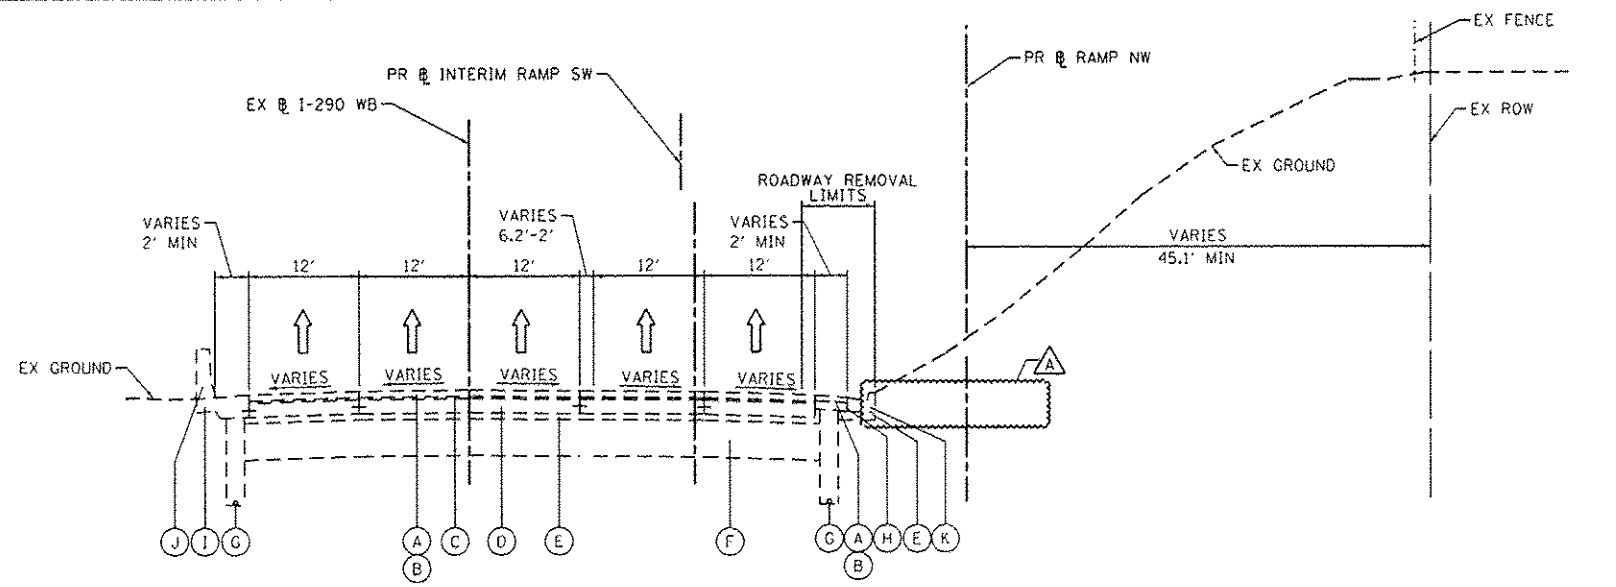 EX FENCE
PR ℄ RAMP NW
PR ℄ INTERIM RAMP SW
EX ℄ I-290 WB
EX ROW
EX GROUND
ROADWAY REMOVAL
LIMITS
VARIES
2' MIN
VARIES
6.2'-2'
VARIES
2' MIN
VARIES
45.1' MIN
12'
12'
12'
12'
12'
EX GROUND
VARIES
VARIES
VARIES
VARIES
VARIES
A
J
I
G
A
B
C
D
E
F
G
A
B
H
E
K